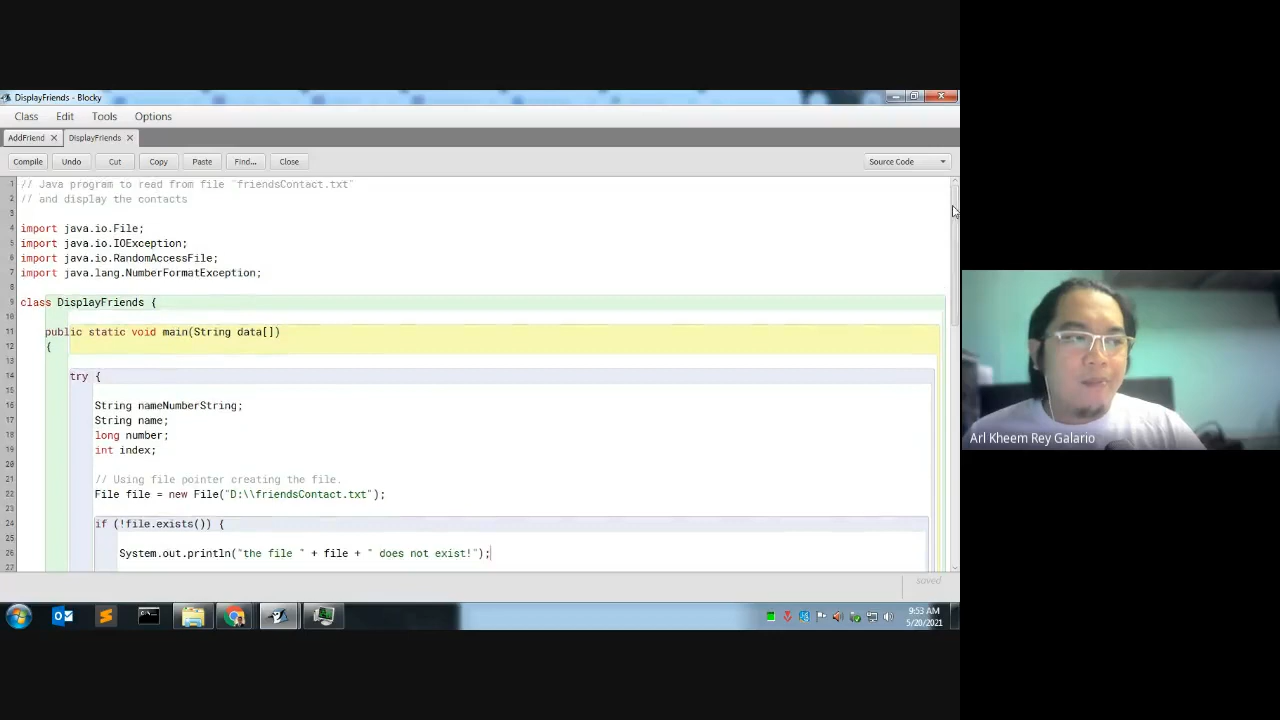 DisplayFriends - Blocky
Class Edit Tools Options
AddFriend DisplayFriends
Compile Undo Cut Copy Paste Find... Close Source Code
1 // Java program to read from file "friendsContact.txt"
2 // and display the contacts
3
4 import java.io.File;
5 import java.io.IOException;
6 import java.io.RandomAccessFile;
7 import java.lang.NumberFormatException;
8
9 class DisplayFriends {
10
11 public static void main(String data[])
12 {
13
14 try {
15
16 String nameNumberString;
17 String name;
18 long number;
19 int index;
20
21 // Using file pointer creating the file.
22 File file = new File("D:\\friendsContact.txt");
23
24 if (!file.exists()) {
25
26 System.out.println("the file " + file + " does not exist!");
27
saved
Arl Kheem Rey Galario
9:53 AM
5/20/2021